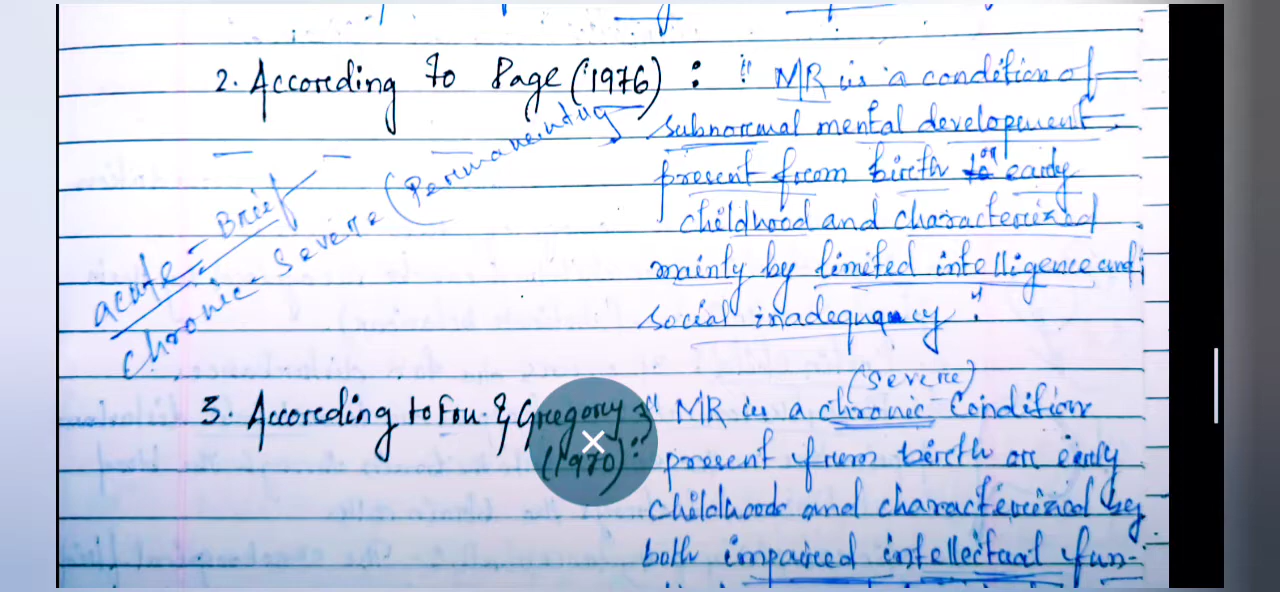 2. According to Page (1976) : " MR is a condition of
subnormal mental development
present from birth or early
childhood and characterized
mainly by limited intelligence and
social inadequacy".
acute = Brief
chronic - Severe (Permanent
3. According to & Gregory " MR is a chronic condition
(severe)
(1970) : present from birth or early
childhood and characterized by
both impaired intellectual fun-